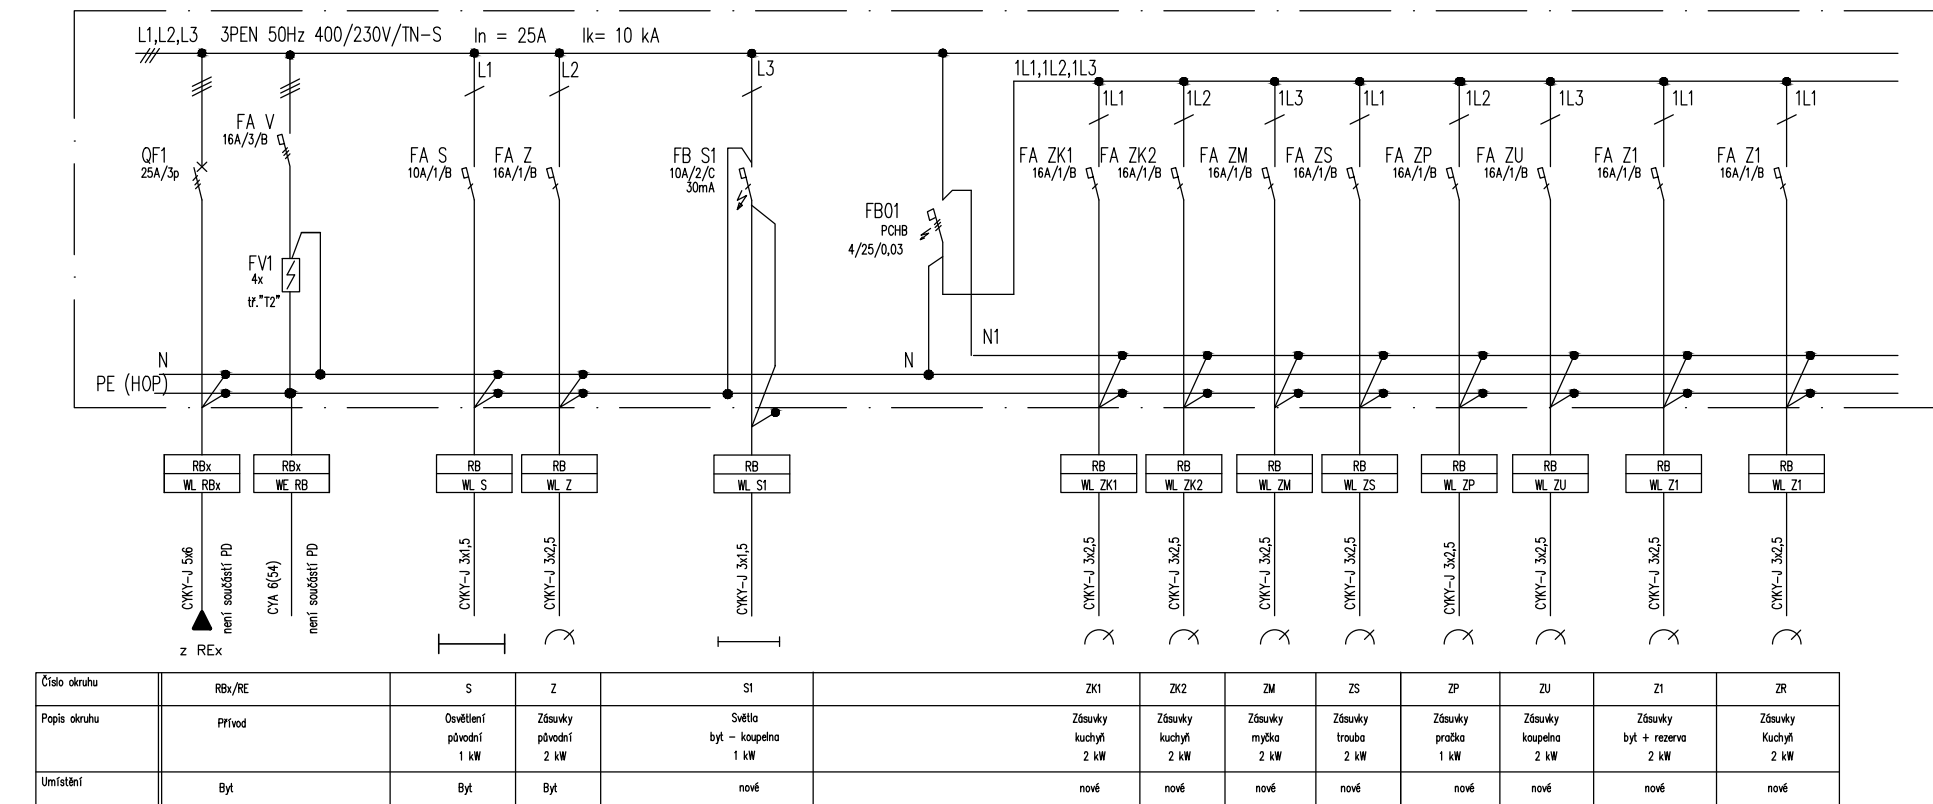 L1,L2,L3 3PEN 50Hz 400/230V/TN-S In = 25A Ik= 10 kA
L1
L2
L3
1L1,1L2,1L3
1L1
1L2
1L3
1L1
1L2
1L3
1L1
1L1
FA V
16A/3/B
QF1
25A/3p
FA S
10A/1/B
FA Z
16A/1/B
FB S1
10A/2/C
30mA
FA ZK1
16A/1/B
FA ZK2
16A/1/B
FA ZM
16A/1/B
FA ZS
16A/1/B
FA ZP
16A/1/B
FA ZU
16A/1/B
FA Z1
16A/1/B
FA Z1
16A/1/B
FB01
PCHB
4/25/0,03
FV1
4x
tř."T2"
N
N
N1
PE (HOP)
RBx
WL RBx
RBx
WE RB
RB
WL S
RB
WL Z
RB
WL S1
RB
WL ZK1
RB
WL ZK2
RB
WL ZM
RB
WL ZS
RB
WL ZP
RB
WL ZU
RB
WL Z1
RB
WL Z1
CYKY-J 5x6
není součástí PD
CYA 6(54)
není součástí PD
CYKY-J 3x1,5
CYKY-J 3x2,5
CYKY-J 3x1,5
CYKY-J 3x2,5
CYKY-J 3x2,5
CYKY-J 3x2,5
CYKY-J 3x2,5
CYKY-J 3x2,5
CYKY-J 3x2,5
CYKY-J 3x2,5
CYKY-J 3x2,5
z REx
Číslo okruhu RBx/RE S Z S1 ZK1 ZK2 ZM ZS ZP ZU Z1 ZR
Popis okruhu
Přívod
Osvětlení
původní
1 kW
Zásuvky
původní
2 kW
Světla
byt - koupelna
1 kW
Zásuvky
kuchyň
2 kW
Zásuvky
kuchyň
2 kW
Zásuvky
myčka
2 kW
Zásuvky
trouba
2 kW
Zásuvky
pračka
1 kW
Zásuvky
koupelna
2 kW
Zásuvky
byt + rezerva
2 kW
Zásuvky
Kuchyň
2 kW
Umístění Byt Byt Byt nové nové nové nové nové nové nové nové nové